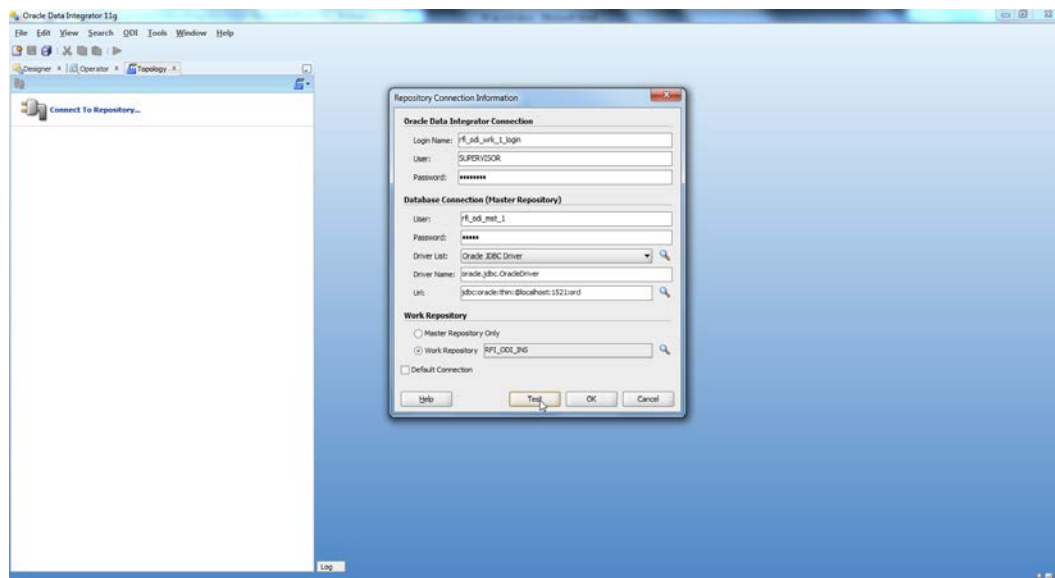 Oracle Data Integrator 11g
File Edit View Search ODI Tools Window Help
Designer Operator Topology
Connect To Repository...
Repository Connection Information
Oracle Data Integrator Connection
Login Name: rfi_odi_wrk_1_login
User: SUPERVISOR
Password: ••••••••
Database Connection (Master Repository)
User: rfi_odi_mst_1
Password: •••••
Driver List: Oracle JDBC Driver
Driver Name: oracle.jdbc.OracleDriver
Url: jdbc:oracle:thin:@localhost:1521:orcl
Work Repository
Master Repository Only
Work Repository RFI_ODI_INS
Default Connection
Help Test OK Cancel
Log